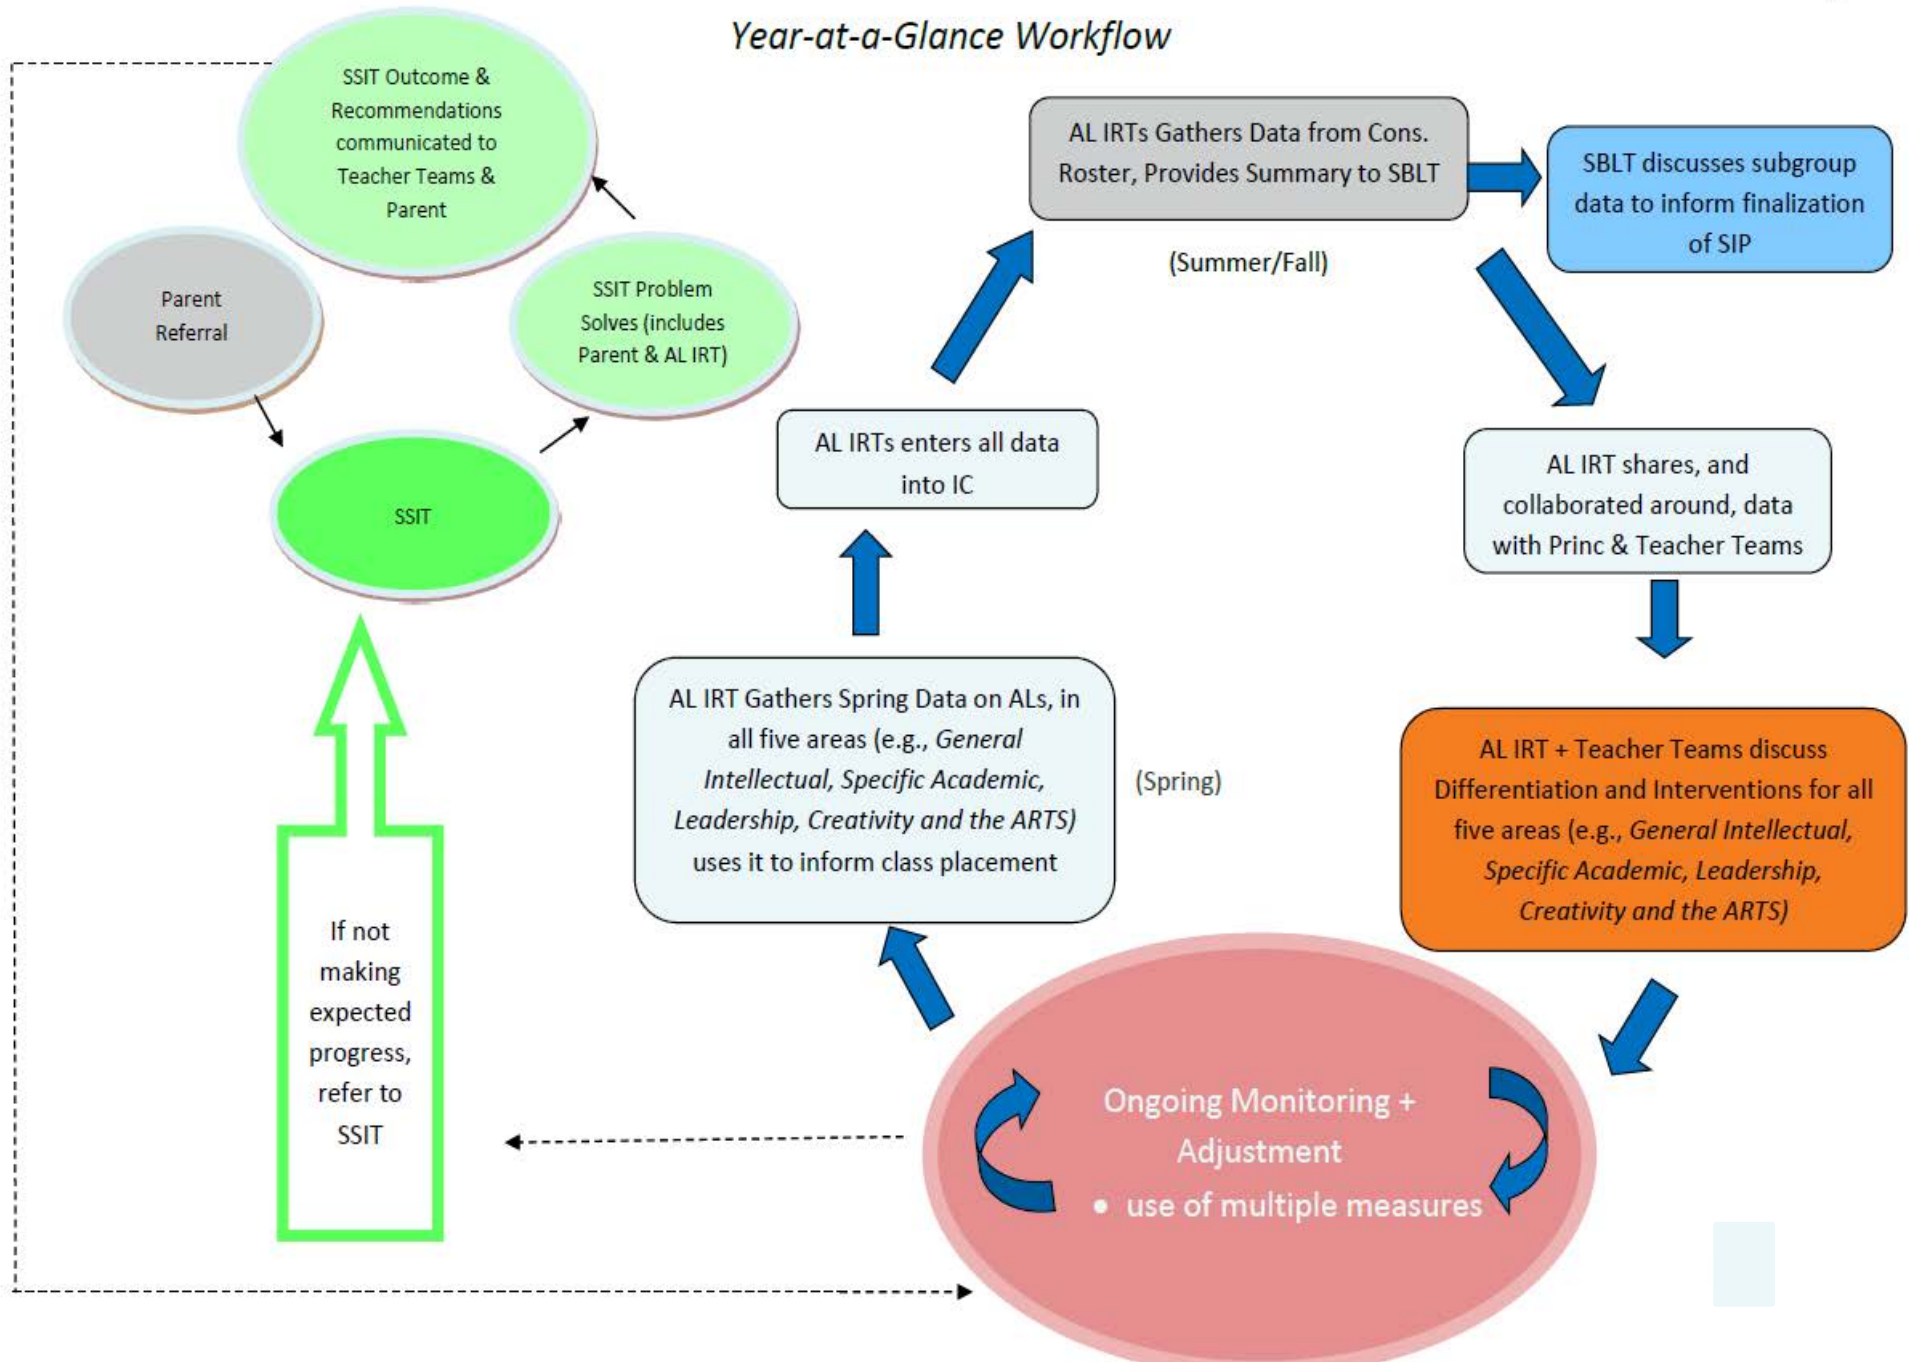 Year-at-a-Glance Workflow
SSIT Outcome &
Recommendations
communicated to
Teacher Teams &
Parent
Parent
Referral
SSIT Problem
Solves (includes
Parent & AL IRT)
SSIT
If not
making
expected
progress,
refer to
SSIT
AL IRTs Gathers Data from Cons.
Roster, Provides Summary to SBLT
(Summer/Fall)
SBLT discusses subgroup
data to inform finalization
of SIP
AL IRTs enters all data
into IC
AL IRT shares, and
collaborated around, data
with Princ & Teacher Teams
AL IRT Gathers Spring Data on ALs, in
all five areas (e.g., General
Intellectual, Specific Academic,
Leadership, Creativity and the ARTS)
uses it to inform class placement
(Spring)
AL IRT + Teacher Teams discuss
Differentiation and Interventions for all
five areas (e.g., General Intellectual,
Specific Academic, Leadership,
Creativity and the ARTS)
Ongoing Monitoring +
Adjustment
• use of multiple measures